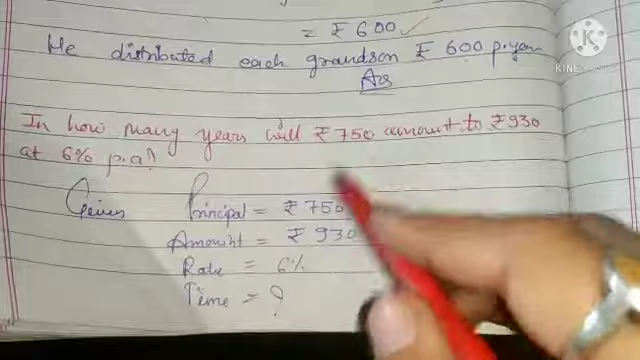 = ₹ 600
He distributed each grandson ₹ 600 p.year
Ans
In how many years will ₹ 750 amount to ₹ 930
at 6% p.a?
Given Principal = ₹ 750
Amount = ₹ 930
Rate = 6%
Time = ?